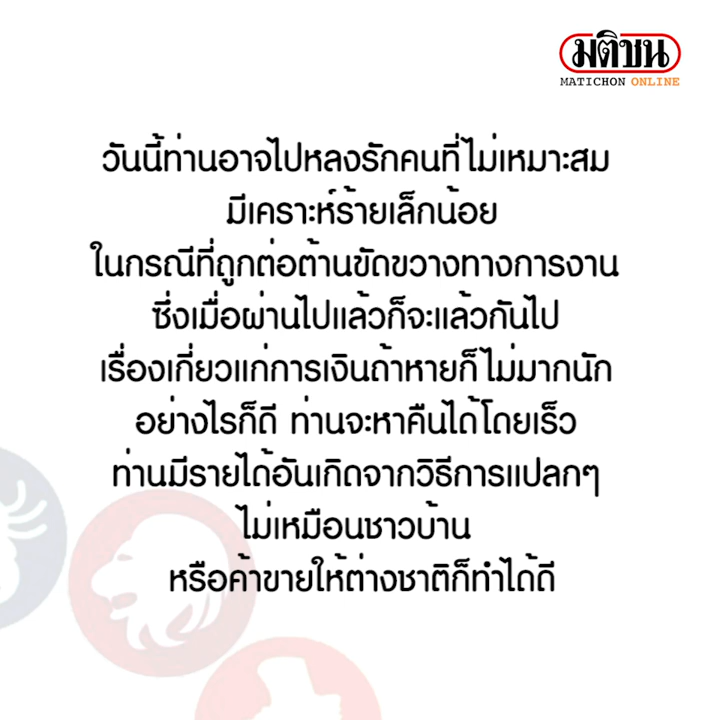 มติชน
MATICHON ONLINE
วันนี้ท่านอาจไปหลงรักคนที่ไม่เหมาะสม
มีเคราะห์ร้ายเล็กน้อย
ในกรณีที่ถูกต่อต้านขัดขวางทางการงาน
ซึ่งเมื่อผ่านไปแล้วก็จะแล้วกันไป
เรื่องเกี่ยวแก่การเงินถ้าหายก็ไม่มากนัก
อย่างไรก็ดี ท่านจะหาคืนได้โดยเร็ว
ท่านมีรายได้อันเกิดจากวิธีการแปลกๆ
ไม่เหมือนชาวบ้าน
หรือค้าขายให้ต่างชาติก็ทำได้ดี